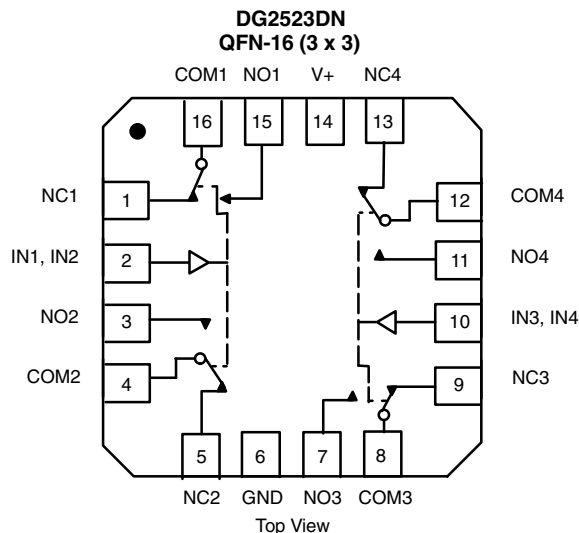 DG2523DN
QFN-16 (3 x 3)
COM1 NO1 V+ NC4
16 15 14 13
NC1 1 12 COM4
IN1, IN2 2 11 NO4
NO2 3 10 IN3, IN4
COM2 4 9 NC3
5 6 7 8
NC2 GND NO3 COM3
Top View